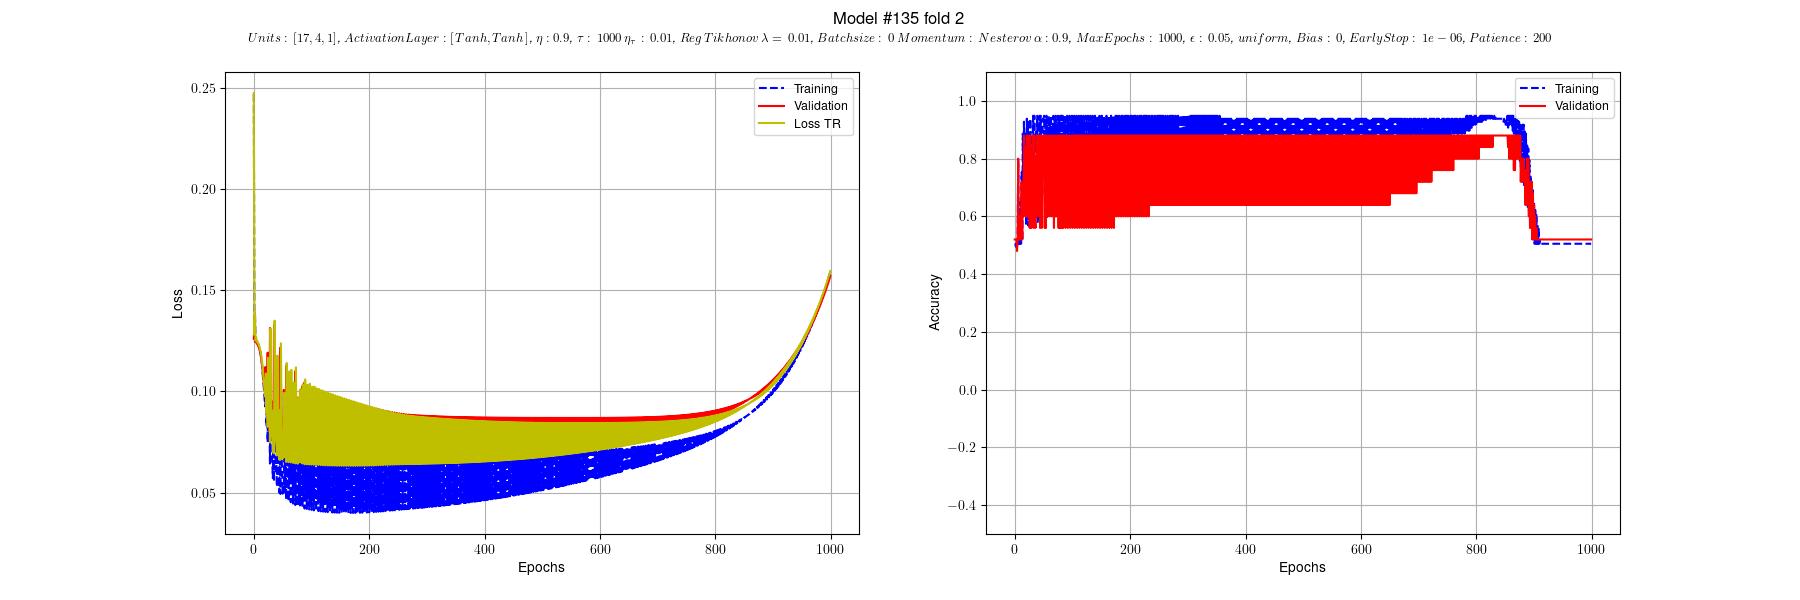 Model #135 fold 2
Units : [17, 4, 1], ActivationLayer : [Tanh, Tanh], η : 0.9, τ : 1000 ητ : 0.01, Reg Tikhonov λ = 0.01, Batchsize : 0 Momentum : Nesterov α : 0.9, MaxEpochs : 1000, ϵ : 0.05, uniform, Bias : 0, EarlyStop : 1e − 06, Patience : 200
0.25
0.20
0.15
0.10
0.05
Loss
0 200 400 600 800 1000
Epochs
Training
Validation
Loss TR
1.0
0.8
0.6
0.4
0.2
0.0
−0.2
−0.4
Accuracy
0 200 400 600 800 1000
Epochs
Training
Validation